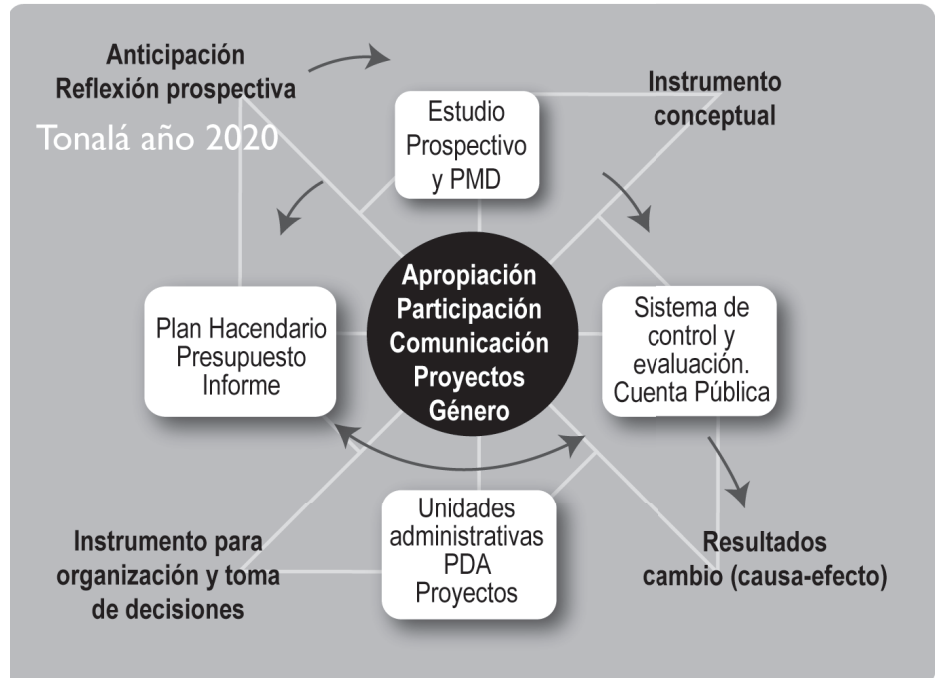 Anticipación
Reflexión prospectiva
Tonalá año 2020
Instrumento
conceptual
Estudio
Prospectivo
y PMD
Apropiación
Participación
Comunicación
Proyectos
Género
Plan Hacendario
Presupuesto
Informe
Sistema de
control y
evaluación.
Cuenta Pública
Unidades
administrativas
PDA
Proyectos
Instrumento para
organización y toma
de decisiones
Resultados
cambio (causa-efecto)